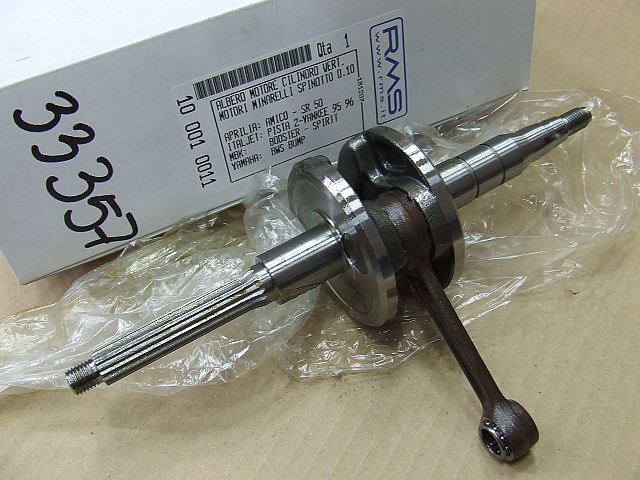 Qta 1
ALBERO MOTORE CILINDRO VERT.
MOTORI MINARELLI SPINOTTO D.10
APRILIA: AMICO - SR 50
ITALJET: PISTA 2-YANKEE 95 96
MBK: BOOSTER - SPIRIT
YAMAHA: BWS BUMP
10 001 0011
RMS
www.rms.it
33357